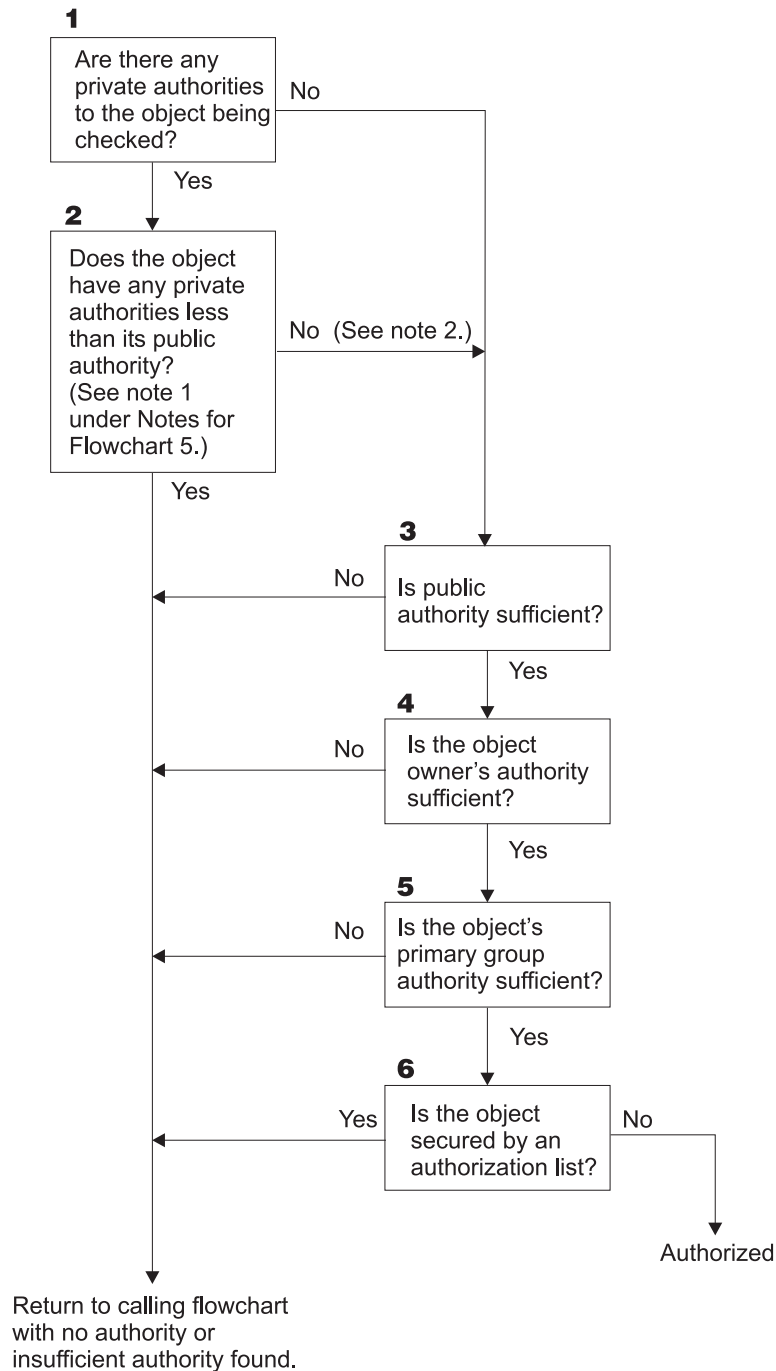 1
Are there any
private authorities
to the object being
checked?
No
Yes
2
Does the object
have any private
authorities less
than its public
authority?
(See note 1
under Notes for
Flowchart 5.)
No (See note 2.)
Yes
3
Is public
authority sufficient?
No
Yes
4
Is the object
owner's authority
sufficient?
No
Yes
5
Is the object's
primary group
authority sufficient?
No
Yes
6
Is the object
secured by an
authorization list?
Yes
No
Authorized
Return to calling flowchart
with no authority or
insufficient authority found.